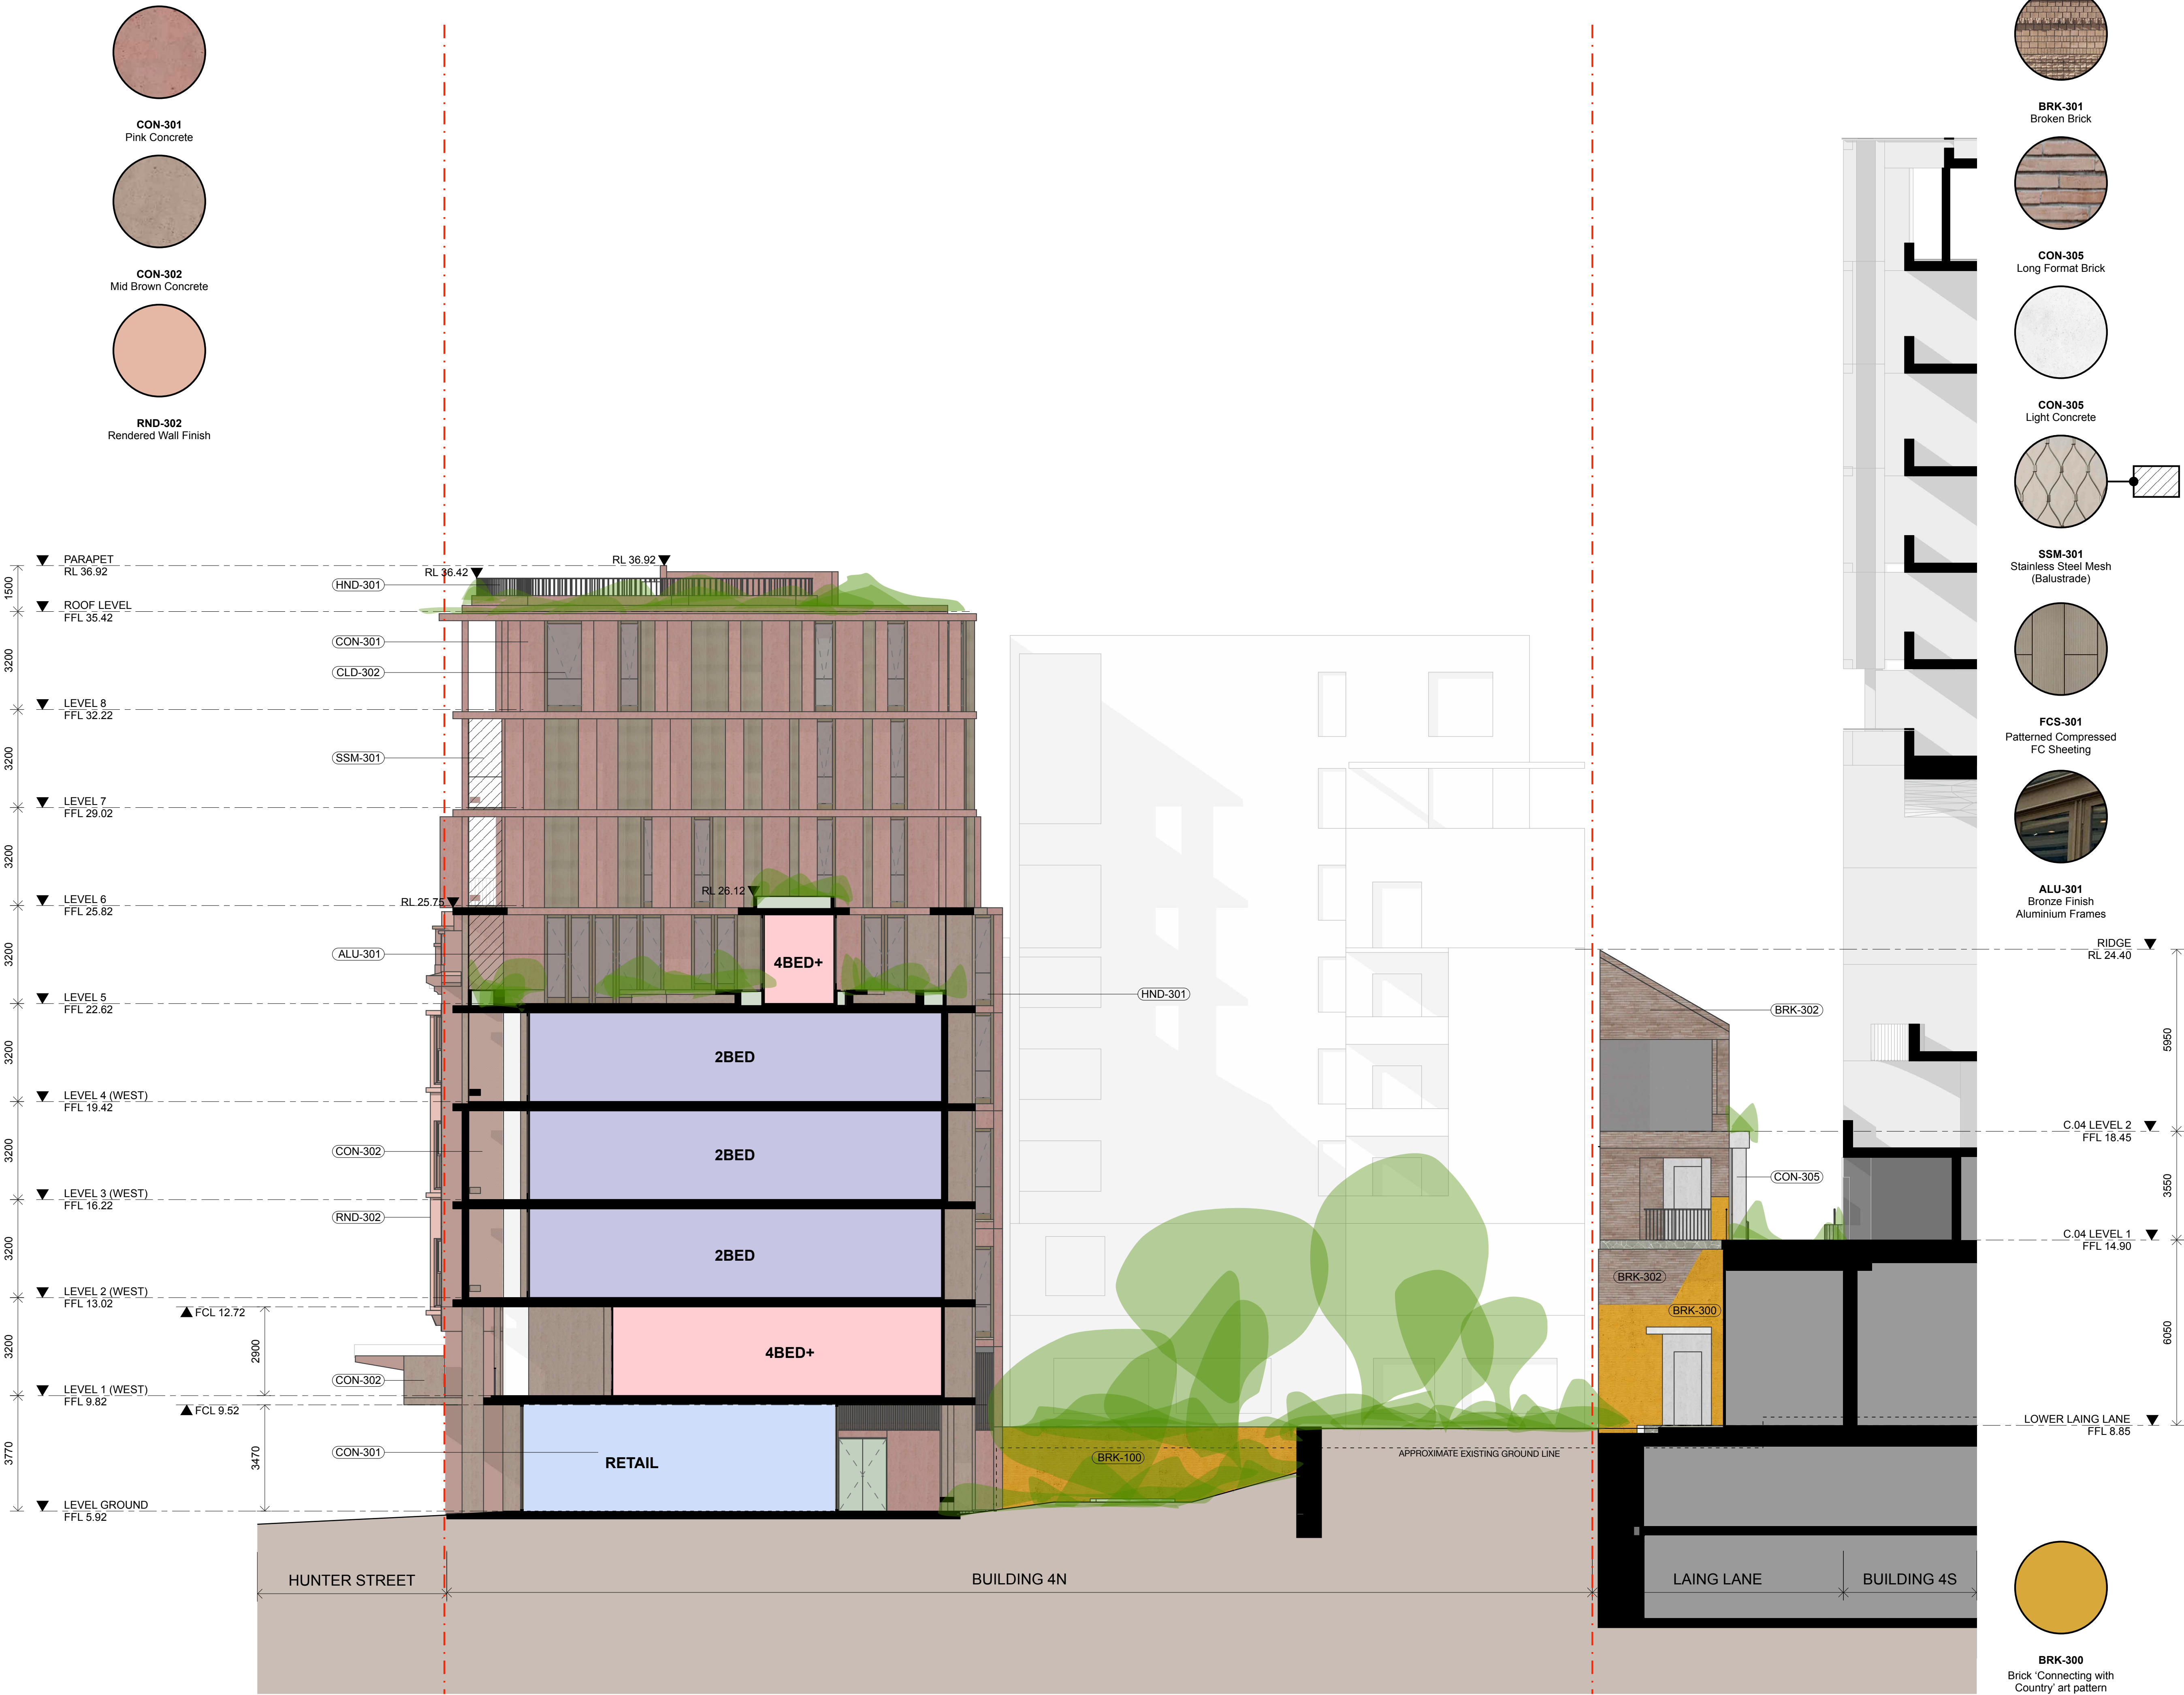 CON-301
Pink Concrete
CON-302
Mid Brown Concrete
RND-302
Rendered Wall Finish
PARAPET
RL 36.92
ROOF LEVEL
FFL 35.42
LEVEL 8
FFL 32.22
LEVEL 7
FFL 29.02
LEVEL 6
FFL 25.82
LEVEL 5
FFL 22.62
LEVEL 4 (WEST)
FFL 19.42
LEVEL 3 (WEST)
FFL 16.22
LEVEL 2 (WEST)
FFL 13.02
LEVEL 1 (WEST)
FFL 9.82
LEVEL GROUND
FFL 5.92
1500
3200
3200
3200
3200
3200
3200
3200
3200
3770
FCL 12.72
2900
FCL 9.52
3470
HND-301
CON-301
CLD-302
SSM-301
ALU-301
CON-302
RND-302
CON-302
CON-301
RL 36.42
RL 36.92
RL 25.75
RL 26.12
4BED+
2BED
2BED
2BED
4BED+
RETAIL
HND-301
BRK-100
APPROXIMATE EXISTING GROUND LINE
BRK-302
CON-305
BRK-302
BRK-300
HUNTER STREET
BUILDING 4N
LAING LANE
BUILDING 4S
RIDGE
RL 24.40
5950
C.04 LEVEL 2
FFL 18.45
3550
C.04 LEVEL 1
FFL 14.90
6050
LOWER LAING LANE
FFL 8.85
BRK-301
Broken Brick
CON-305
Long Format Brick
CON-305
Light Concrete
SSM-301
Stainless Steel Mesh
(Balustrade)
FCS-301
Patterned Compressed
FC Sheeting
ALU-301
Bronze Finish
Aluminium Frames
BRK-300
Brick ‘Connecting with
Country’ art pattern